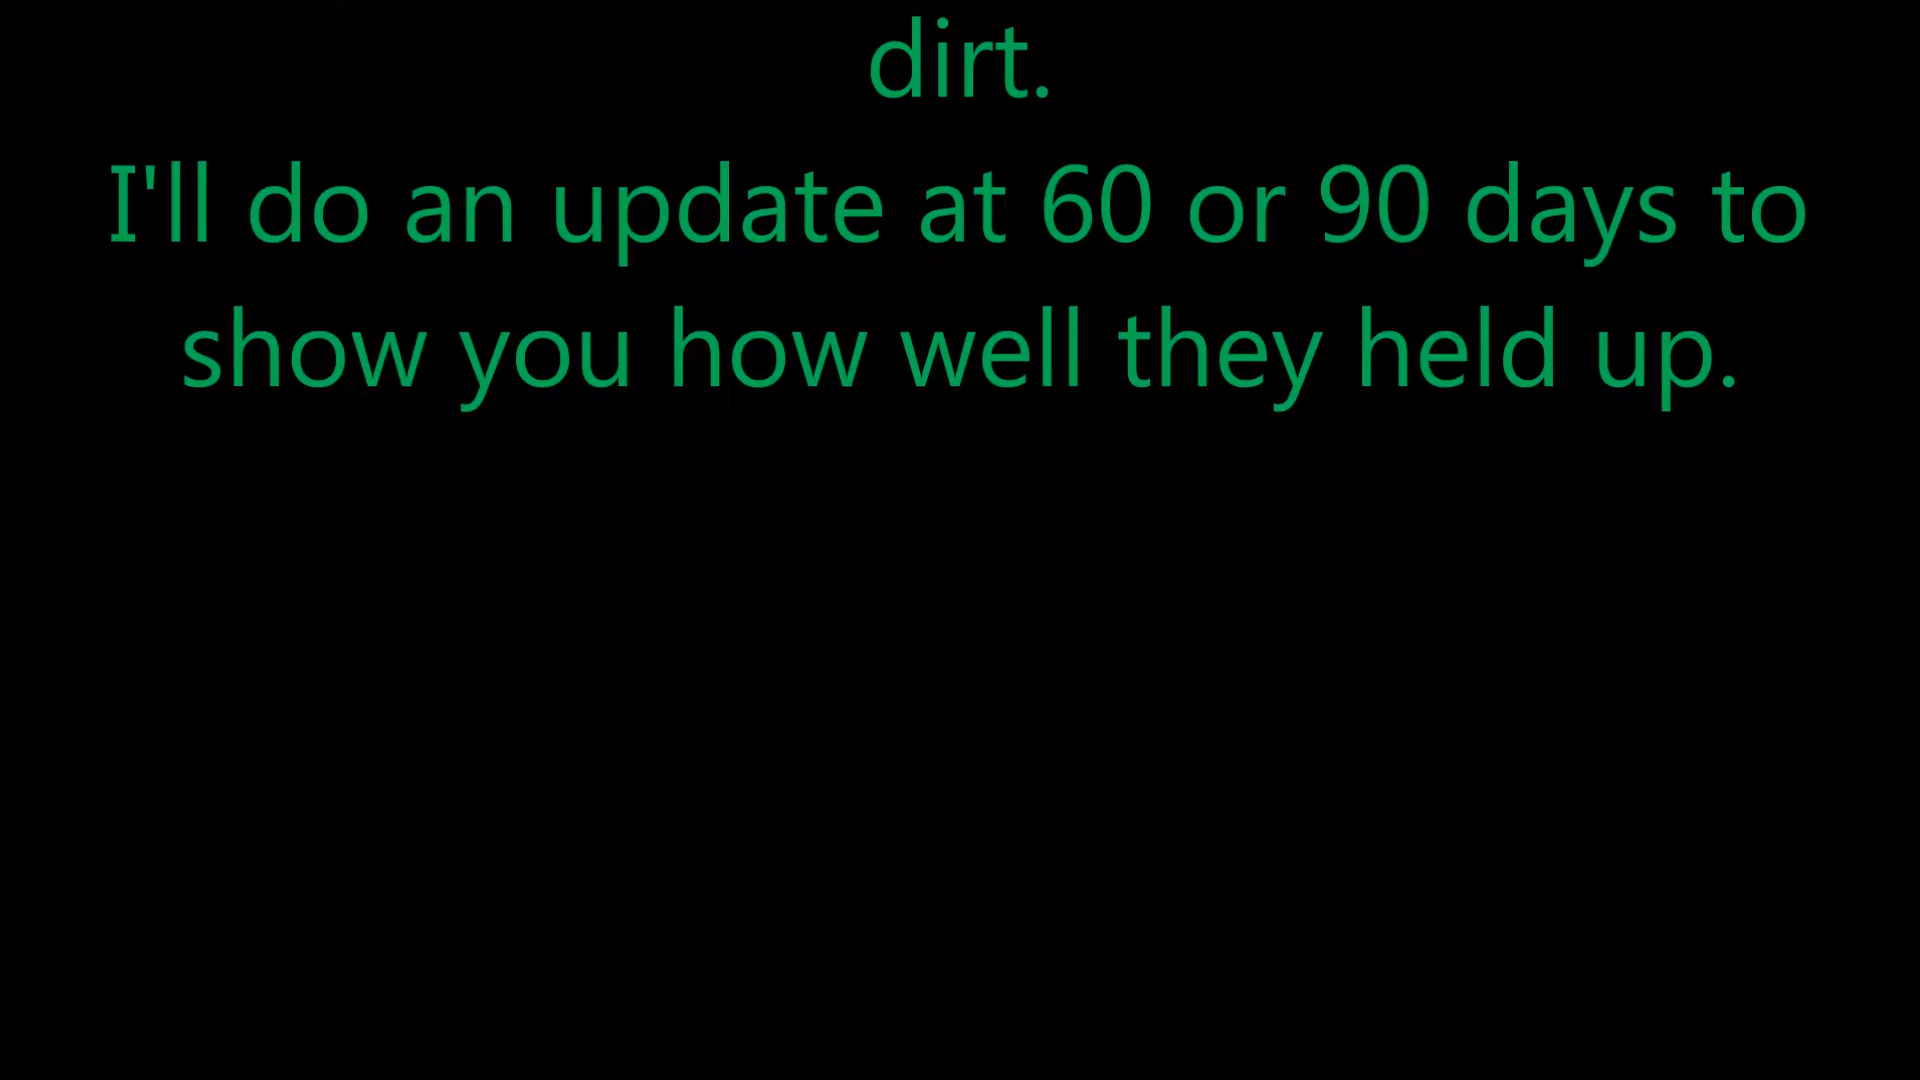 dirt.
I'll do an update at 60 or 90 days to
show you how well they held up.